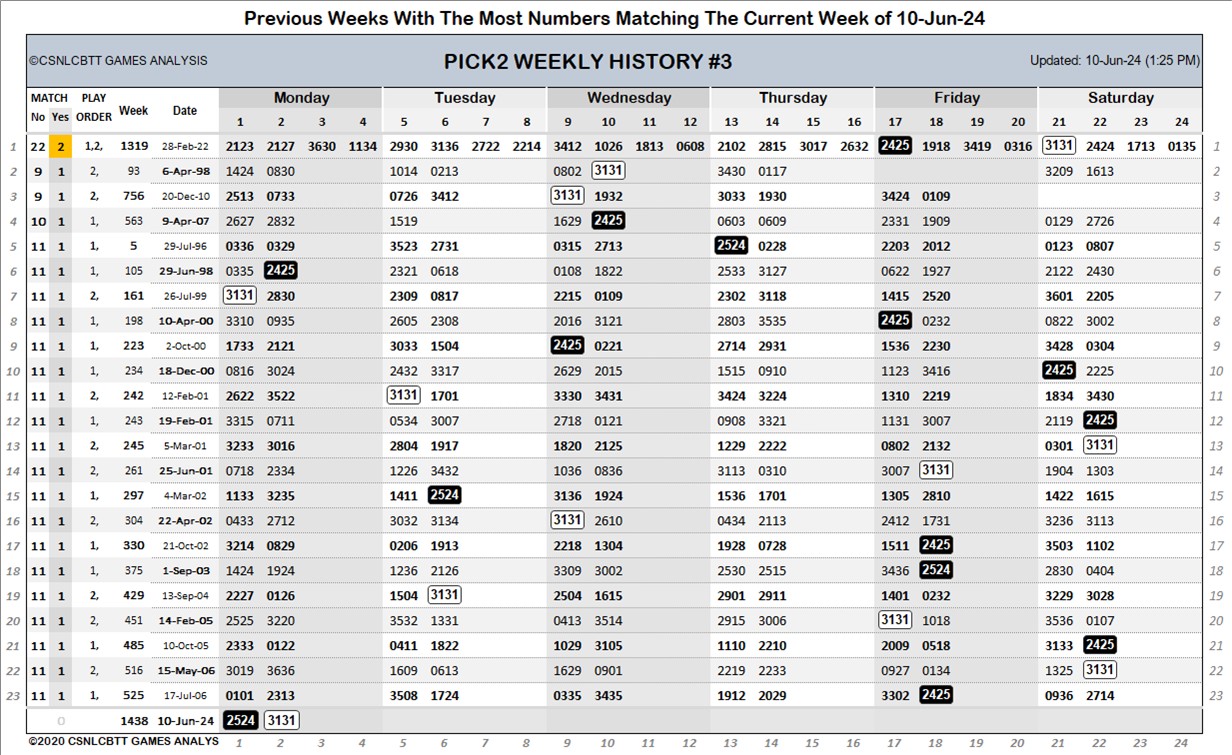 Previous Weeks With The Most Numbers Matching The Current Week of 10-Jun-24
©CSNLCBTT GAMES ANALYSIS PICK2 WEEKLY HISTORY #3 Updated: 10-Jun-24 (1:25 PM)
MATCH PLAY Week Date Monday Tuesday Wednesday Thursday Friday Saturday
No Yes ORDER 1 2 3 4 5 6 7 8 9 10 11 12 13 14 15 16 17 18 19 20 21 22 23 24
1 22 2 1,2, 1319 28-Feb-22 2123 2127 3630 1134 2930 3136 2722 2214 3412 1026 1813 0608 2102 2815 3017 2632 2425 1918 3419 0316 3131 2424 1713 0135 1
2 9 1 2, 93 6-Apr-98 1424 0830 1014 0213 0802 3131 3430 0117 3209 1613 2
3 9 1 2, 756 20-Dec-10 2513 0733 0726 3412 3131 1932 3033 1930 3424 0109 3
4 10 1 1, 563 9-Apr-07 2627 2832 1519 1629 2425 0603 0609 2331 1909 0129 2726 4
5 11 1 1, 5 29-Jul-96 0336 0329 3523 2731 0315 2713 2524 0228 2203 2012 0123 0807 5
6 11 1 1, 105 29-Jun-98 0335 2425 2321 0618 0108 1822 2533 3127 0622 1927 2122 2430 6
7 11 1 2, 161 26-Jul-99 3131 2830 2309 0817 2215 0109 2302 3118 1415 2520 3601 2205 7
8 11 1 1, 198 10-Apr-00 3310 0935 2605 2308 2016 3121 2803 3535 2425 0232 0822 3002 8
9 11 1 1, 223 2-Oct-00 1733 2121 3033 1504 2425 0221 2714 2931 1536 2230 3428 0304 9
10 11 1 1, 234 18-Dec-00 0816 3024 2432 3317 2629 2015 1515 0910 1123 3416 2425 2225 10
11 11 1 2, 242 12-Feb-01 2622 3522 3131 1701 3330 3431 3424 3224 1310 2219 1834 3430 11
12 11 1 1, 243 19-Feb-01 3315 0711 0534 3007 2718 0121 0908 3321 1131 3007 2119 2425 12
13 11 1 2, 245 5-Mar-01 3233 3016 2804 1917 1820 2125 1229 2222 0802 2132 0301 3131 13
14 11 1 2, 261 25-Jun-01 0718 2334 1226 3432 1036 0836 3113 0310 3007 3131 1904 1303 14
15 11 1 1, 297 4-Mar-02 1133 3235 1411 2524 3136 1924 1536 1701 1305 2810 1422 1615 15
16 11 1 2, 304 22-Apr-02 0433 2712 3032 3134 3131 2610 0434 2113 2412 1731 3236 3113 16
17 11 1 1, 330 21-Oct-02 3214 0829 0206 1913 2218 1304 1928 0728 1511 2425 3503 1102 17
18 11 1 1, 375 1-Sep-03 1424 1924 1236 2126 3309 3002 2530 2515 3436 2524 2830 0404 18
19 11 1 2, 429 13-Sep-04 2227 0126 1504 3131 2504 1615 2901 2911 1401 0232 3229 3028 19
20 11 1 2, 451 14-Feb-05 2525 3220 3532 1331 0413 3514 2915 3006 3131 1018 3536 0107 20
21 11 1 1, 485 10-Oct-05 2333 0122 0411 1822 1029 3105 1110 2210 2009 0518 3133 2425 21
22 11 1 2, 516 15-May-06 3019 3636 1609 0613 1629 0901 2219 2233 0927 0134 1325 3131 22
23 11 1 1, 525 17-Jul-06 0101 2313 3508 1724 0335 3435 1912 2029 3302 2425 0936 2714 23
0 1438 10-Jun-24 2524 3131
©2020 CSNLCBTT GAMES ANALYS 1 2 3 4 5 6 7 8 9 10 11 12 13 14 15 16 17 18 19 20 21 22 23 24